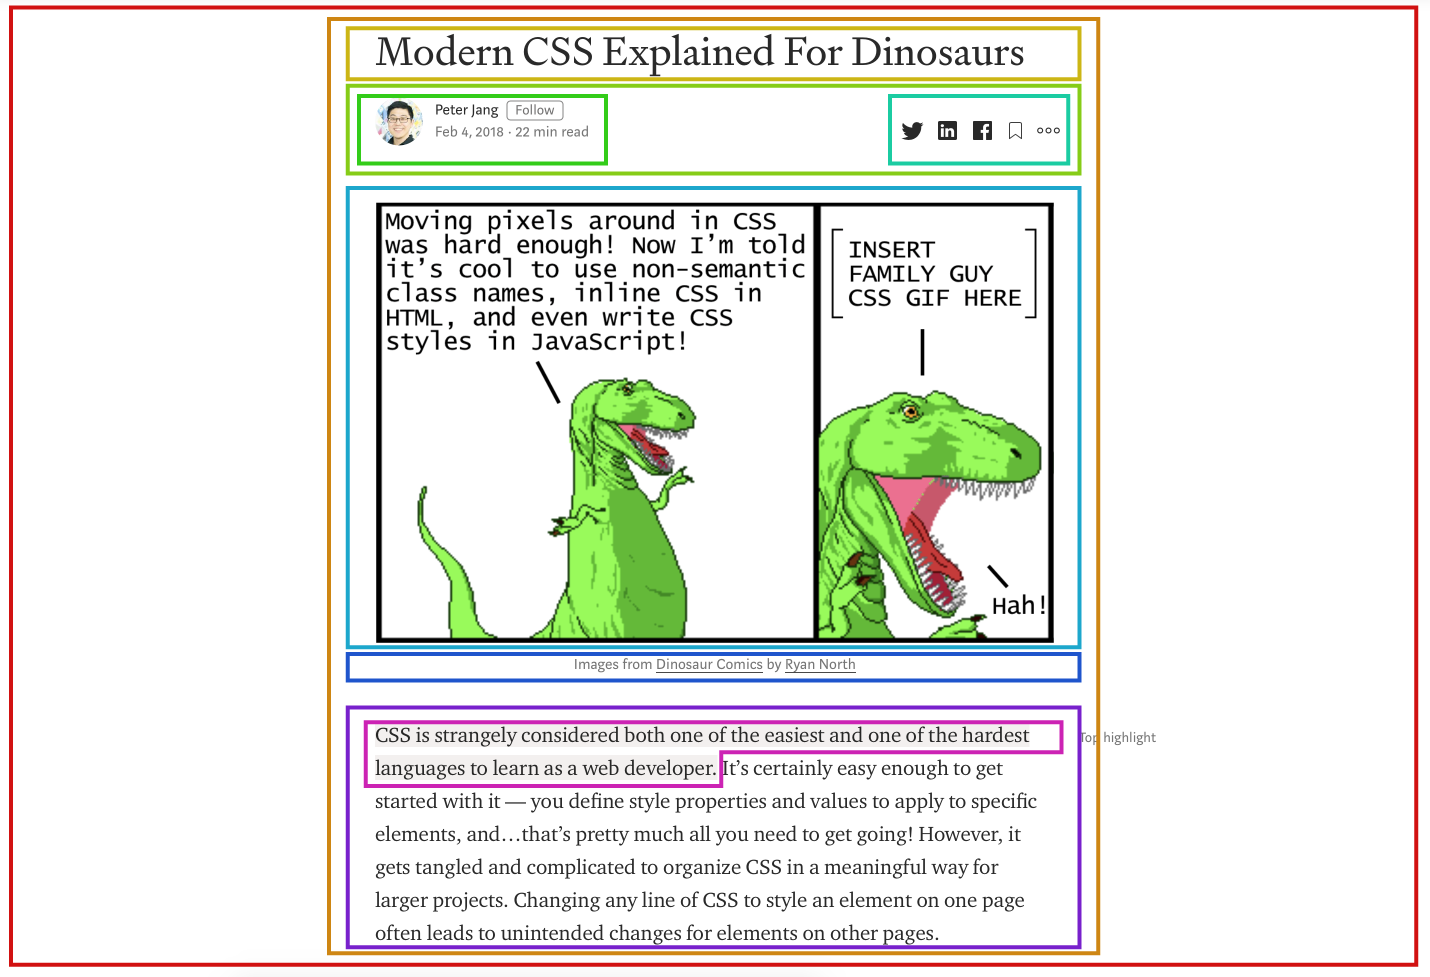 Modern CSS Explained For Dinosaurs
Peter Jang Follow
Feb 4, 2018 · 22 min read
Moving pixels around in CSS
was hard enough! Now I'm told
it's cool to use non-semantic
class names, inline CSS in
HTML, and even write CSS
styles in JavaScript!
INSERT
FAMILY GUY
CSS GIF HERE
Hah!
Images from Dinosaur Comics by Ryan North
CSS is strangely considered both one of the easiest and one of the hardest
languages to learn as a web developer. It’s certainly easy enough to get
started with it — you define style properties and values to apply to specific
elements, and…that’s pretty much all you need to get going! However, it
gets tangled and complicated to organize CSS in a meaningful way for
larger projects. Changing any line of CSS to style an element on one page
often leads to unintended changes for elements on other pages.
Top highlight